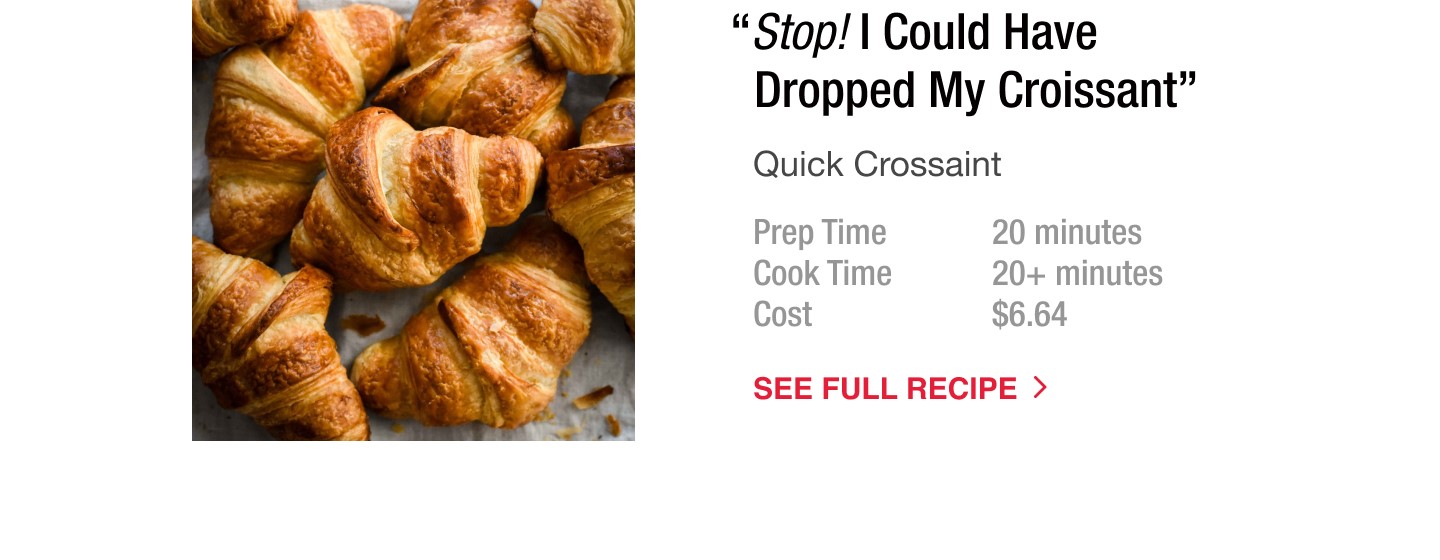 “Stop! I Could Have
Dropped My Croissant”
Quick Crossaint
Prep Time 20 minutes
Cook Time 20+ minutes
Cost $6.64
SEE FULL RECIPE >